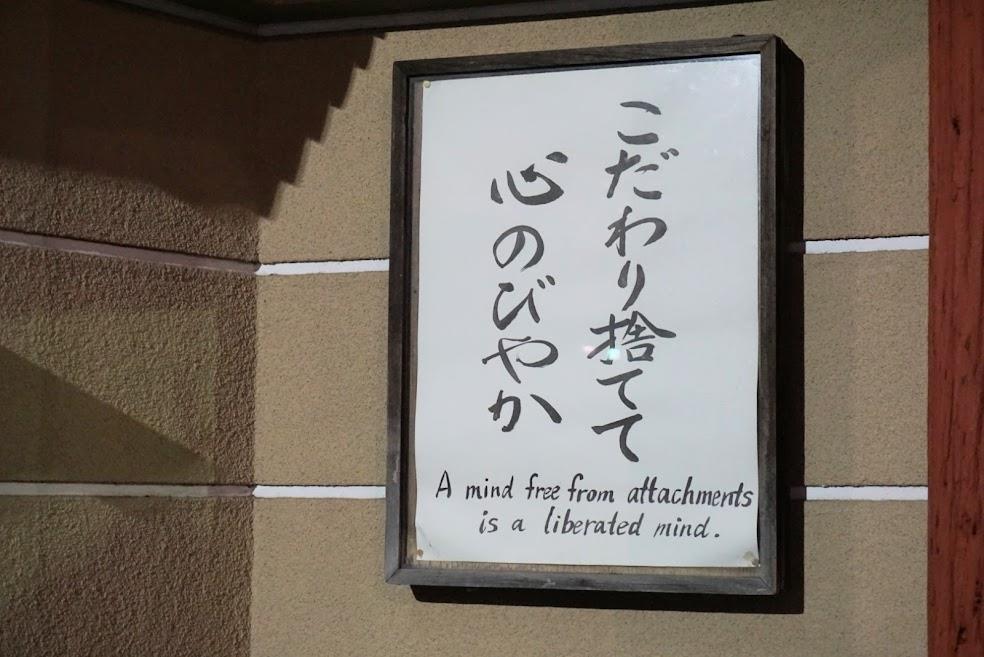 こだわり捨てて
心のびやか
A mind free from attachments
is a liberated mind.